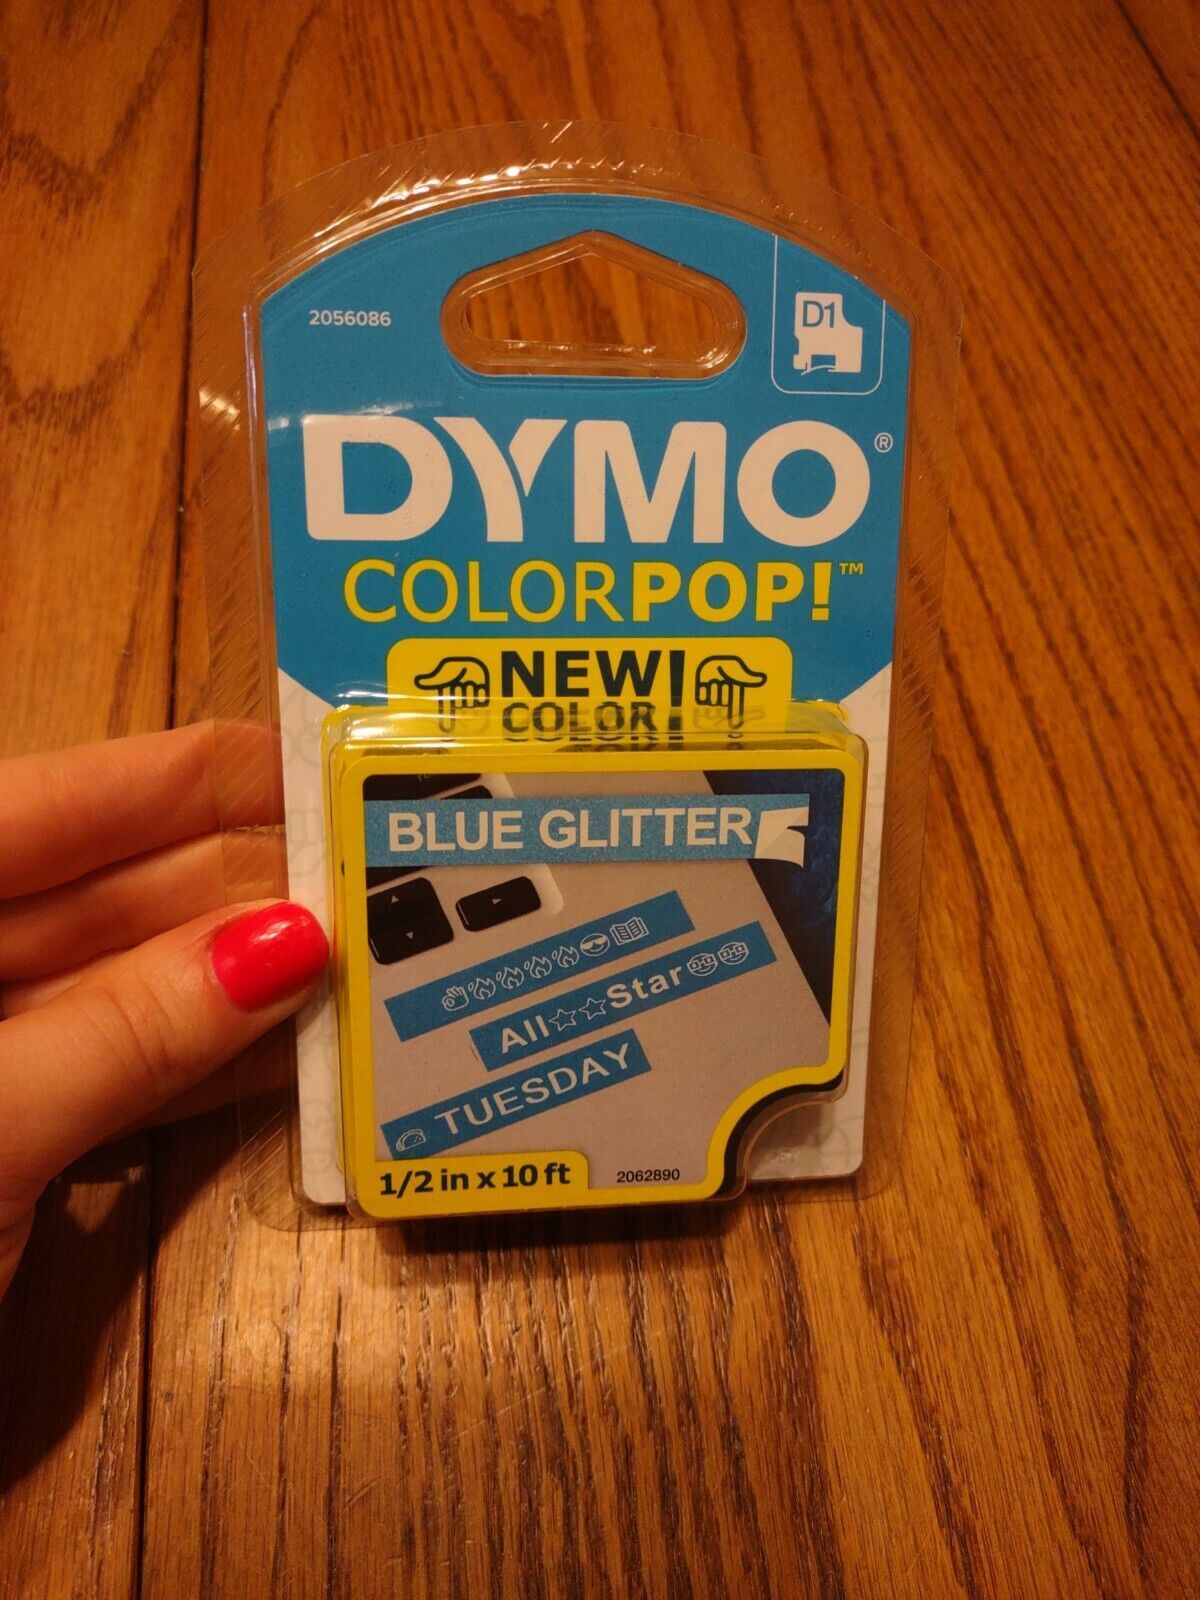 2056086
D1
DYMO®
COLORPOP!™
NEW
COLOR!
BLUE GLITTER
All☆☆Star
TUESDAY
1/2 in x 10 ft
2062890